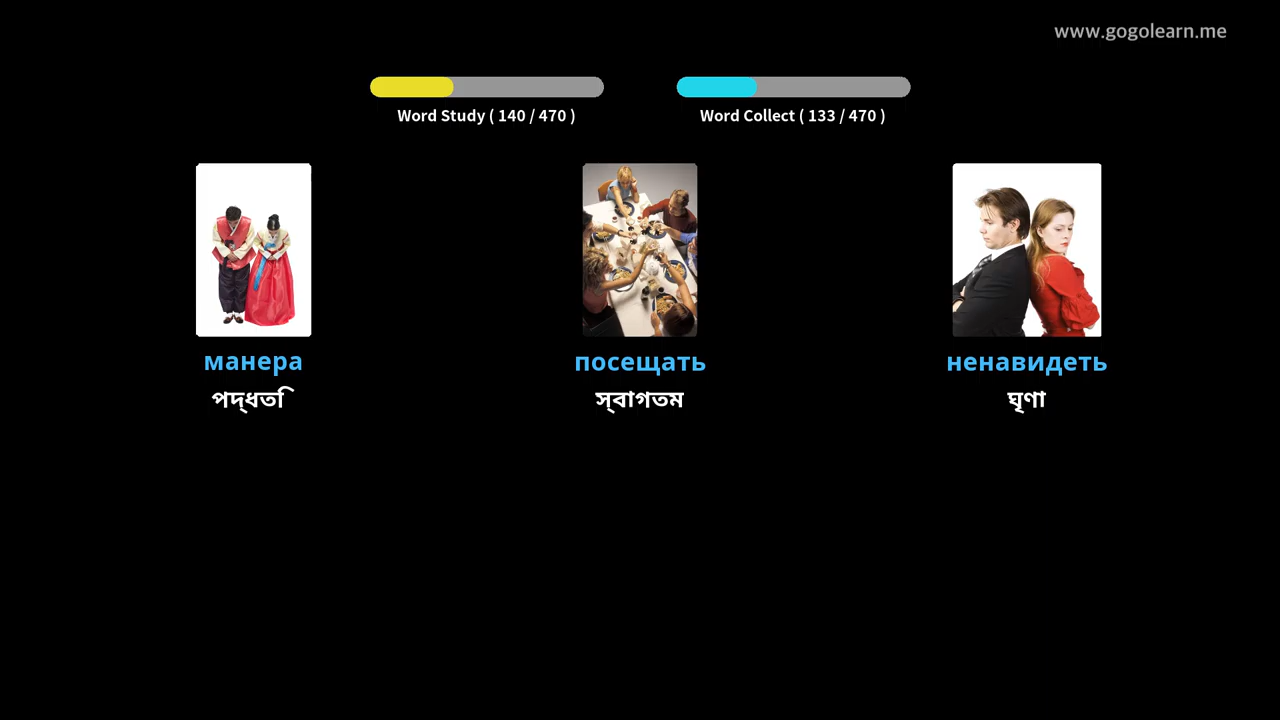 www.gogolearn.me
Word Study ( 140 / 470 )
Word Collect ( 133 / 470 )
манера
посещать
ненавидеть
পদ্ধতি
স্বাগতম
ঘৃণা